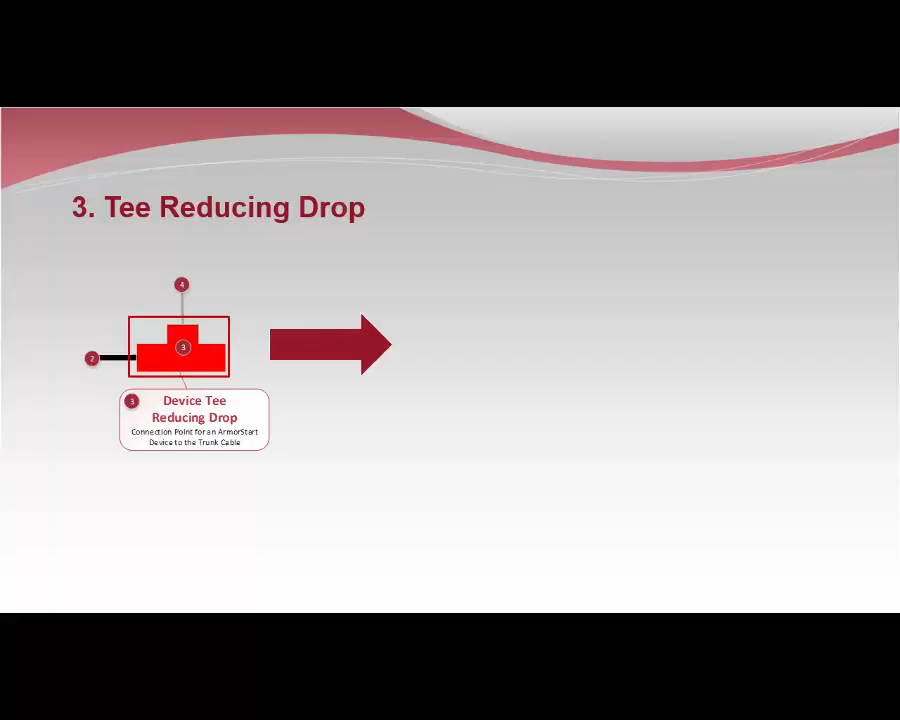 3. Tee Reducing Drop
4
3
2
3
Device Tee
Reducing Drop
Connection Point for an ArmorStart
Device to the Trunk Cable